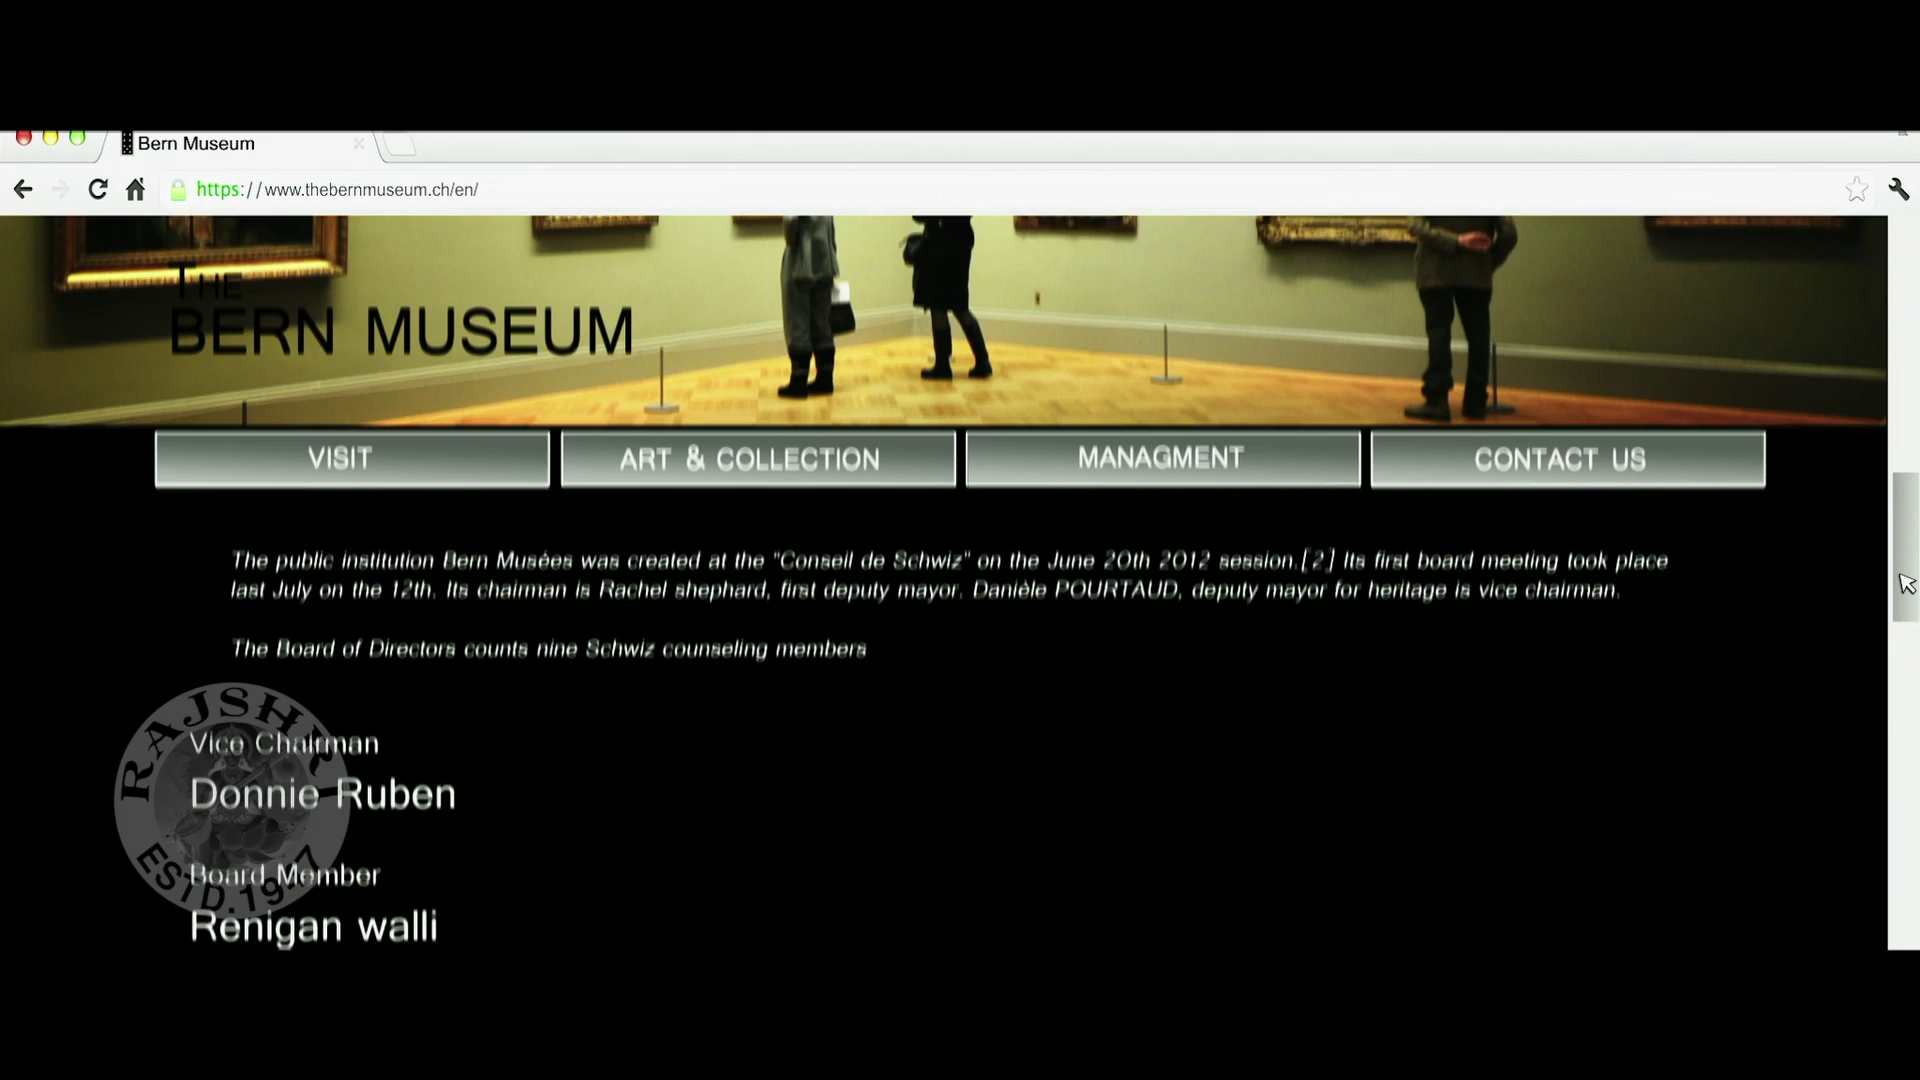 Bern Museum
https://www.thebernmuseum.ch/en/
THE
BERN MUSEUM
VISIT
ART & COLLECTION
MANAGMENT
CONTACT US
The public institution Bern Musées was created at the "Conseil de Schwiz" on the June 20th 2012 session.[2] Its first board meeting took place
last July on the 12th. Its chairman is Rachel shephard, first deputy mayor. Danièle POURTAUD, deputy mayor for heritage is vice chairman.
The Board of Directors counts nine Schwiz counseling members
Vice Chairman
Donnie Ruben
Board Member
Renigan walli
RAJSHRI
ESTD.1947